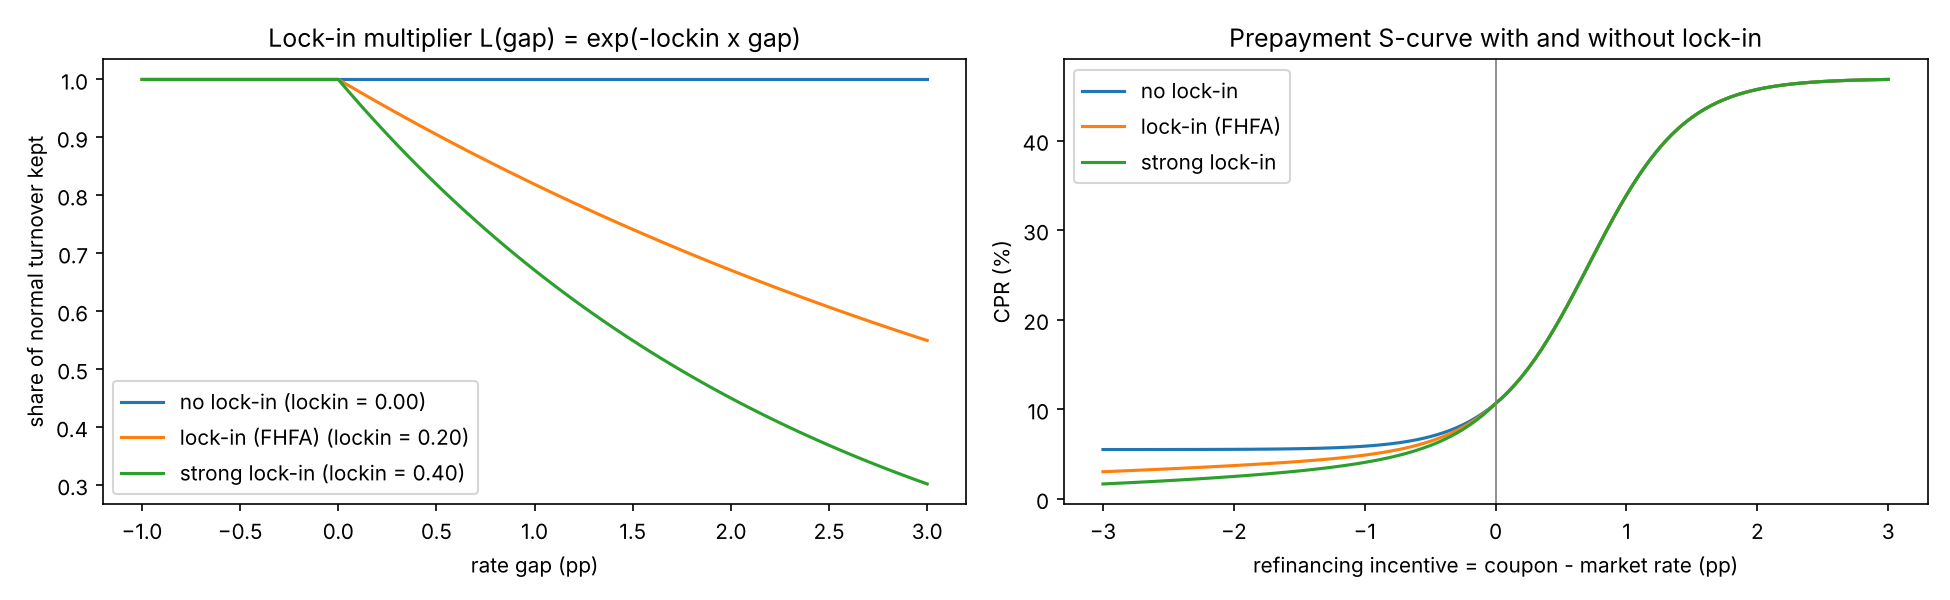 Lock-in multiplier L(gap) = exp(-lockin x gap)
share of normal turnover kept
1.0
0.9
0.8
0.7
0.6
0.5
0.4
0.3
no lock-in (lockin = 0.00)
lock-in (FHFA) (lockin = 0.20)
strong lock-in (lockin = 0.40)
−1.0 −0.5 0.0 0.5 1.0 1.5 2.0 2.5 3.0
rate gap (pp)
Prepayment S-curve with and without lock-in
CPR (%)
no lock-in
lock-in (FHFA)
strong lock-in
40
30
20
10
0
−3 −2 −1 0 1 2 3
refinancing incentive = coupon - market rate (pp)